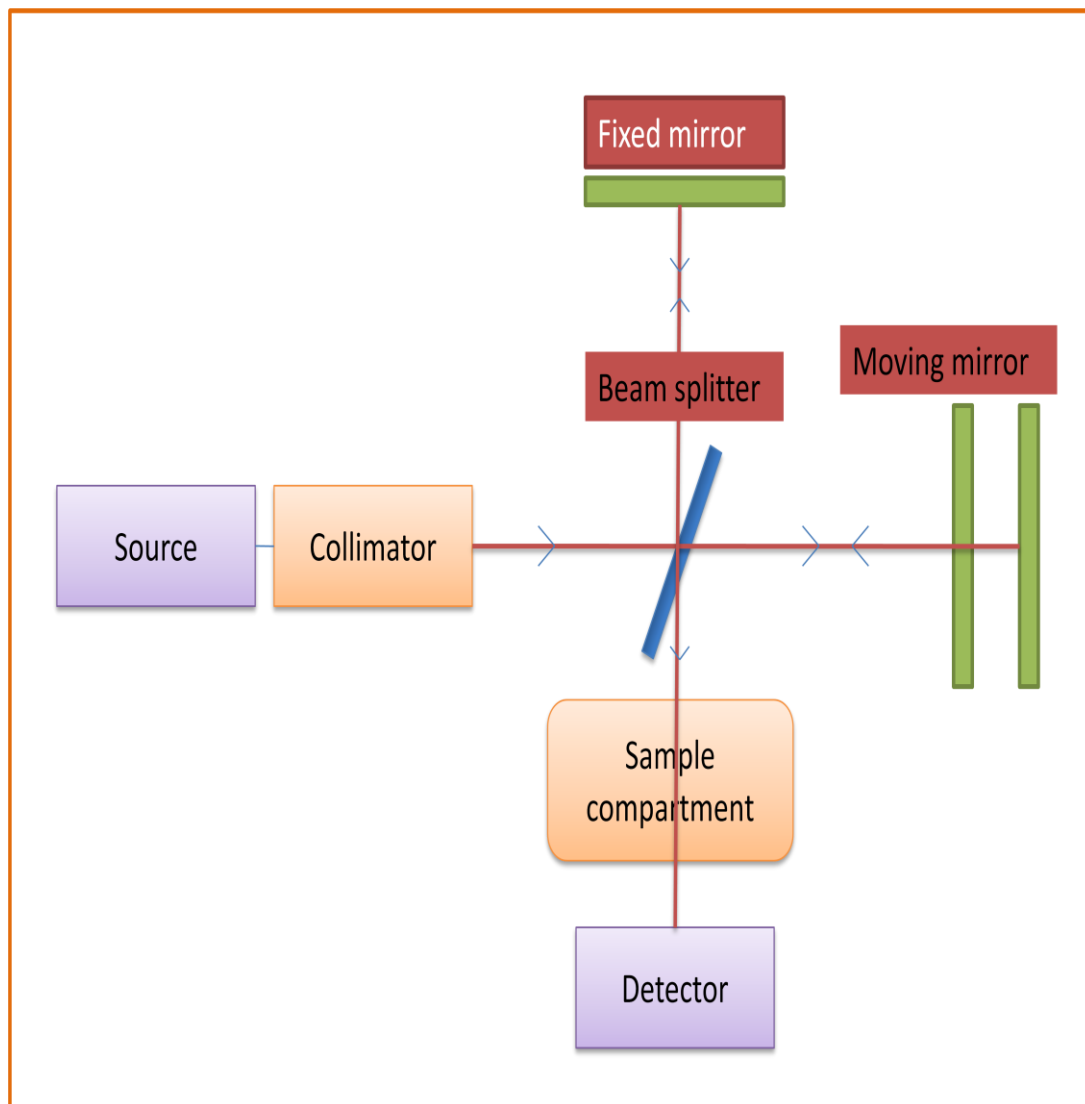 Fixed mirror
Moving mirror
Beam splitter
Source
Collimator
Sample
compartment
Detector